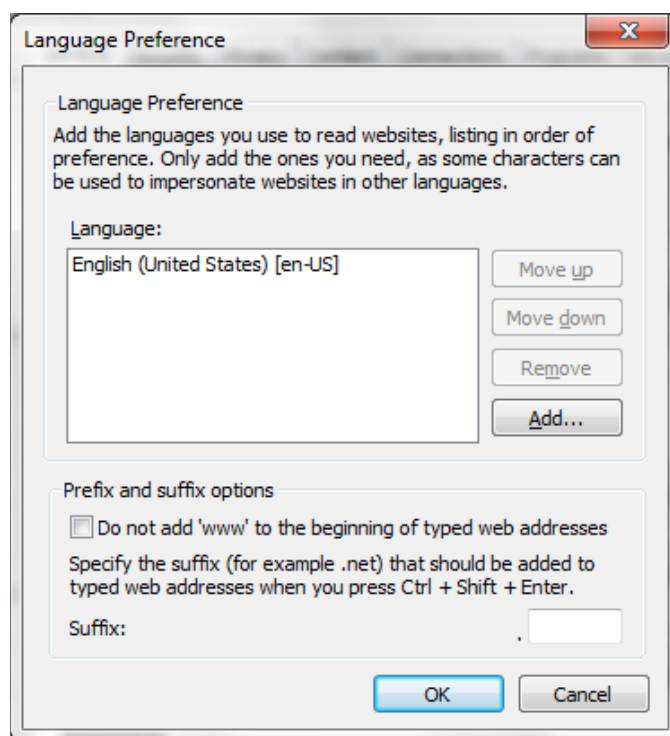 Language Preference
Language Preference
Add the languages you use to read websites, listing in order of
preference. Only add the ones you need, as some characters can
be used to impersonate websites in other languages.
Language:
English (United States) [en-US]
Move up
Move down
Remove
Add...
Prefix and suffix options
Do not add 'www' to the beginning of typed web addresses
Specify the suffix (for example .net) that should be added to
typed web addresses when you press Ctrl + Shift + Enter.
Suffix: .
OK Cancel